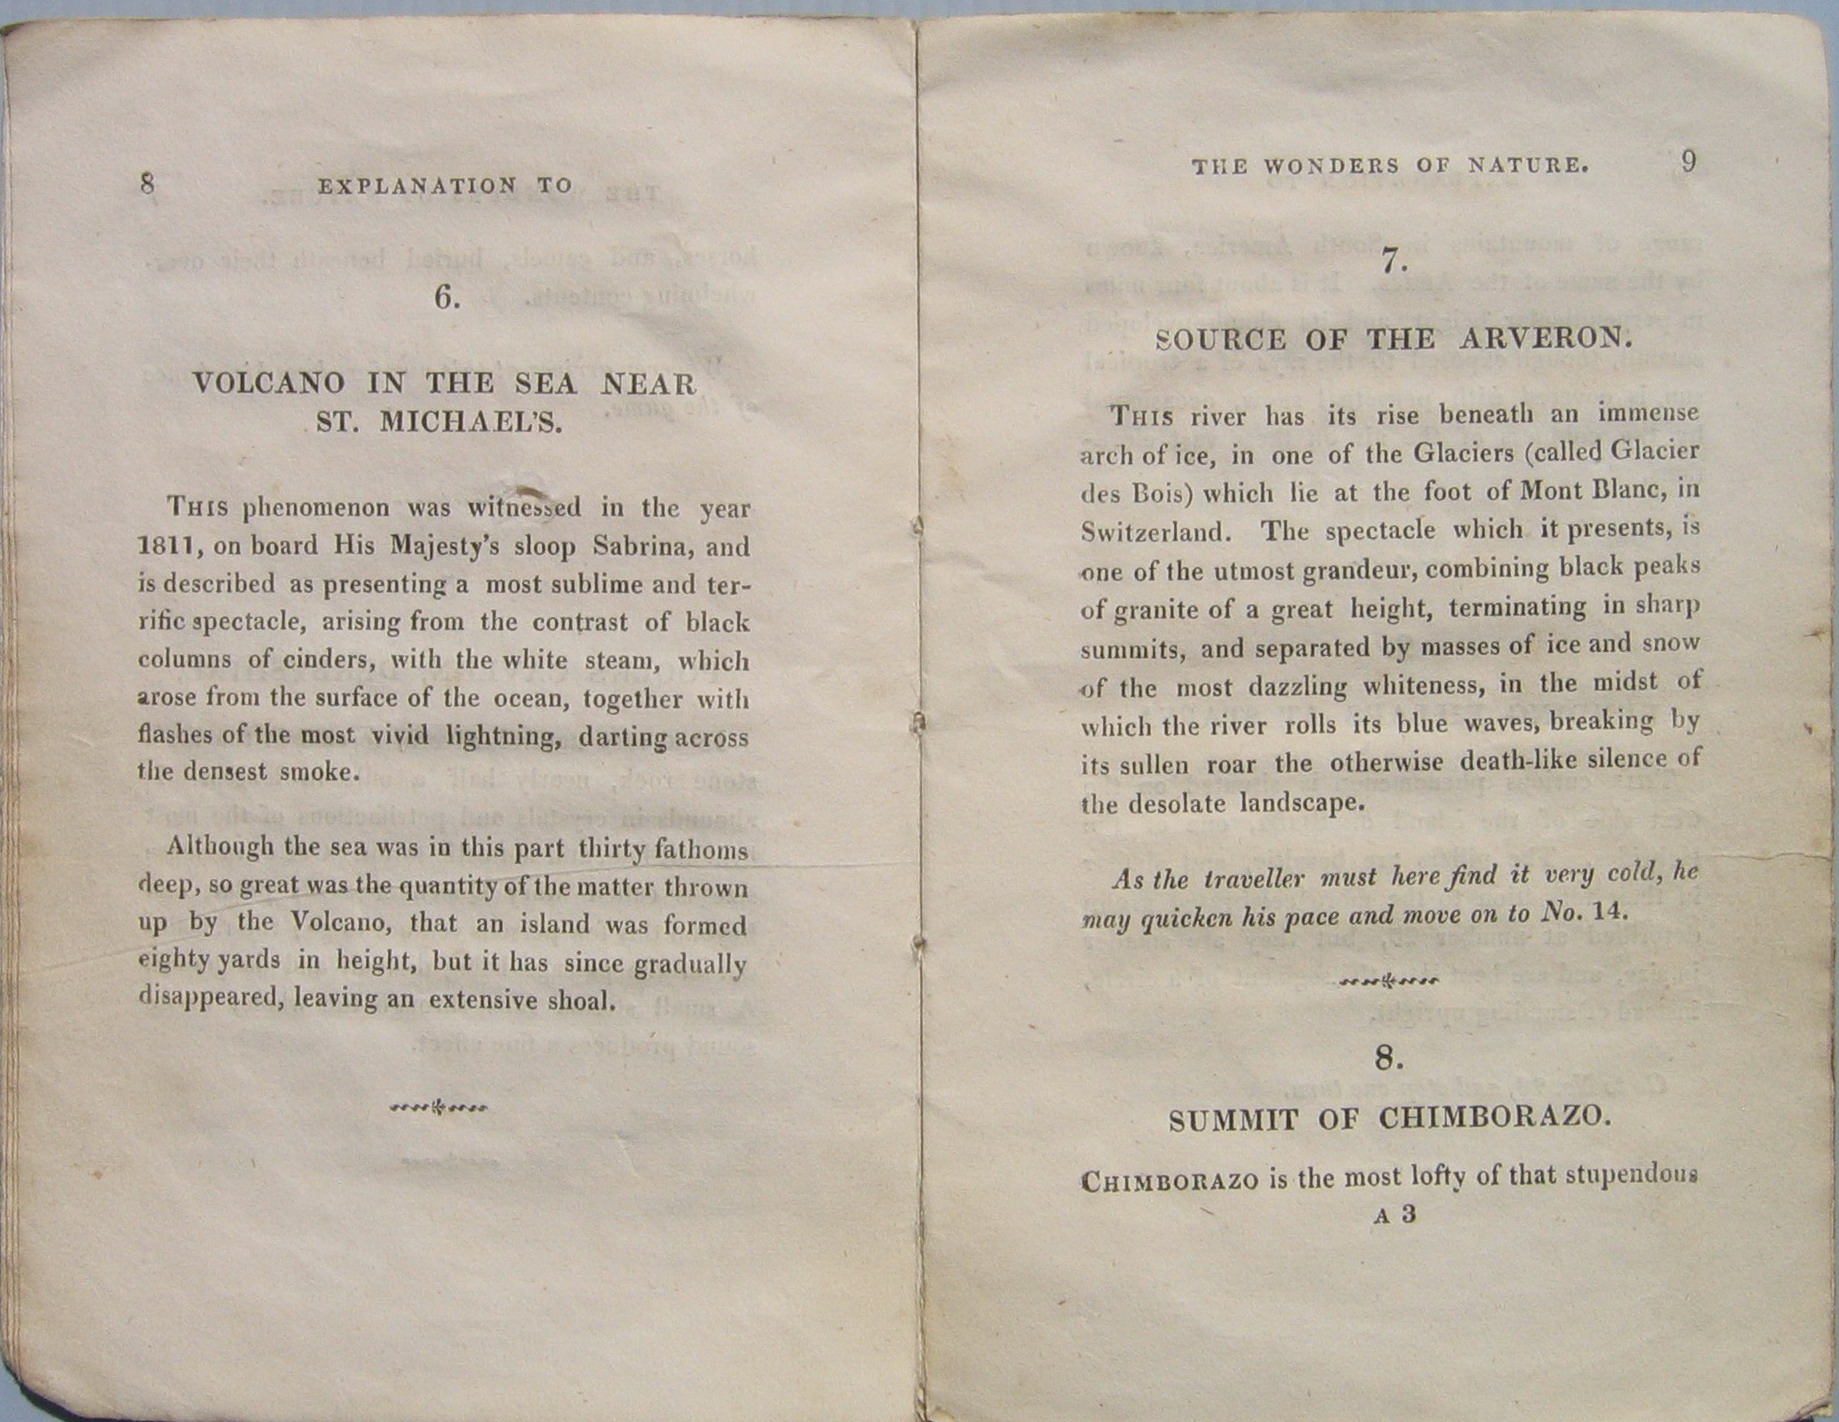 8 EXPLANATION TO
6.
VOLCANO IN THE SEA NEAR
ST. MICHAEL'S.
THIS phenomenon was witnessed in the year
1811, on board His Majesty's sloop Sabrina, and
is described as presenting a most sublime and ter-
rific spectacle, arising from the contrast of black
columns of cinders, with the white steam, which
arose from the surface of the ocean, together with
flashes of the most vivid lightning, darting across
the densest smoke.
Although the sea was in this part thirty fathoms
deep, so great was the quantity of the matter thrown
up by the Volcano, that an island was formed
eighty yards in height, but it has since gradually
disappeared, leaving an extensive shoal.
THE WONDERS OF NATURE. 9
7.
SOURCE OF THE ARVERON.
THIS river has its rise beneath an immense
arch of ice, in one of the Glaciers (called Glacier
des Bois) which lie at the foot of Mont Blanc, in
Switzerland. The spectacle which it presents, is
one of the utmost grandeur, combining black peaks
of granite of a great height, terminating in sharp
summits, and separated by masses of ice and snow
of the most dazzling whiteness, in the midst of
which the river rolls its blue waves, breaking by
its sullen roar the otherwise death-like silence of
the desolate landscape.
As the traveller must here find it very cold, he
may quicken his pace and move on to No. 14.
8.
SUMMIT OF CHIMBORAZO.
CHIMBORAZO is the most lofty of that stupendous
A 3